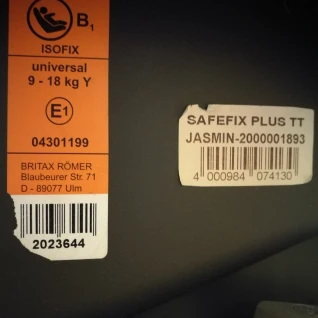 B1
ISOFIX
universal
9 - 18 kg Y
E1
04301199
BRITAX RÖMER
Blaubeurer Str. 71
D - 89077 Ulm
2023644
SAFEFIX PLUS TT
JASMIN-2000001893
4 000984 074130